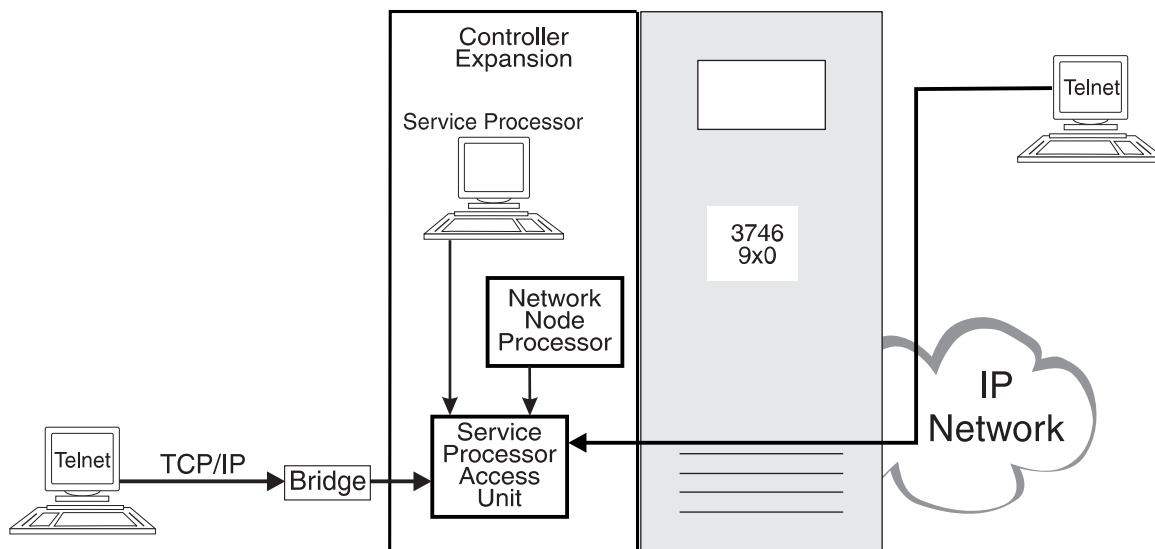 Controller
Expansion
Service Processor
Telnet
3746
9x0
Network
Node
Processor
IP
Network
Service
Processor
Access
Unit
Telnet
TCP/IP
Bridge